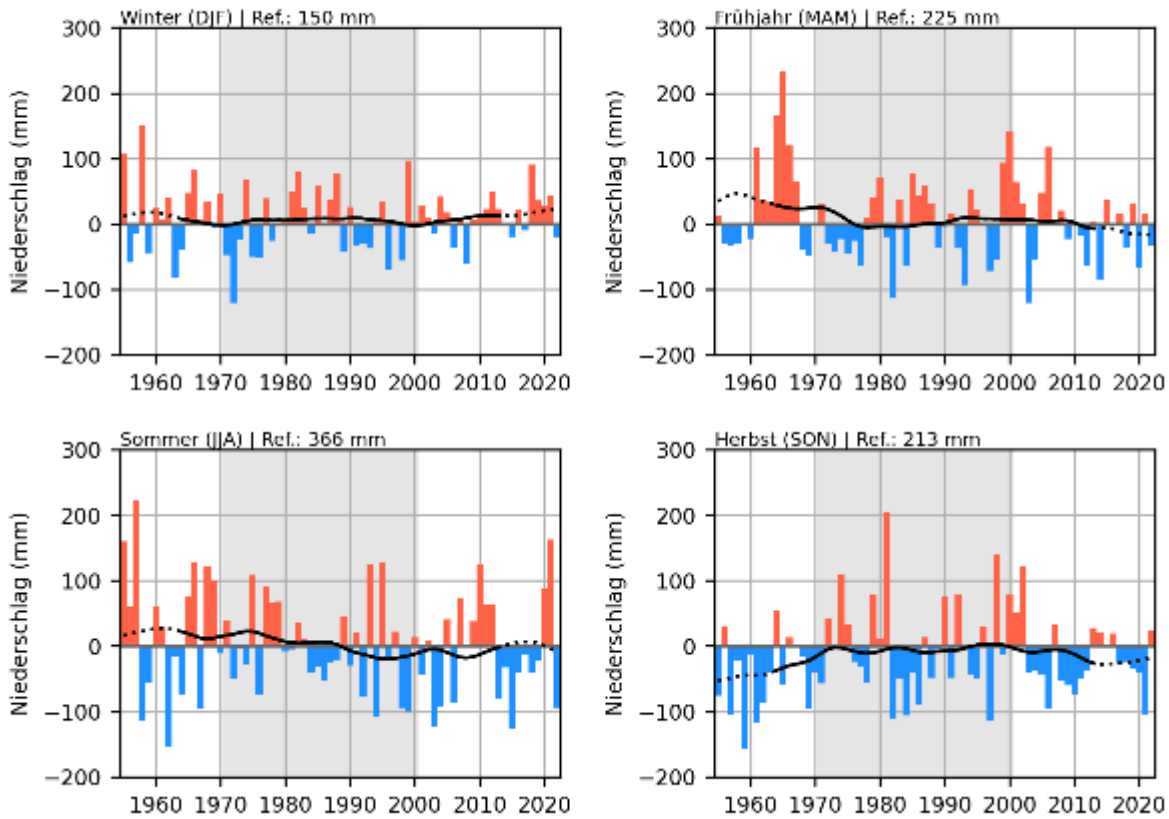 Winter (DJF) | Ref.: 150 mm
300
200
100
0
−100
−200
Niederschlag (mm)
1960 1970 1980 1990 2000 2010 2020
Frühjahr (MAM) | Ref.: 225 mm
300
200
100
0
−100
−200
Niederschlag (mm)
1960 1970 1980 1990 2000 2010 2020
Sommer (JJA) | Ref.: 366 mm
300
200
100
0
−100
−200
Niederschlag (mm)
1960 1970 1980 1990 2000 2010 2020
Herbst (SON) | Ref.: 213 mm
300
200
100
0
−100
−200
Niederschlag (mm)
1960 1970 1980 1990 2000 2010 2020